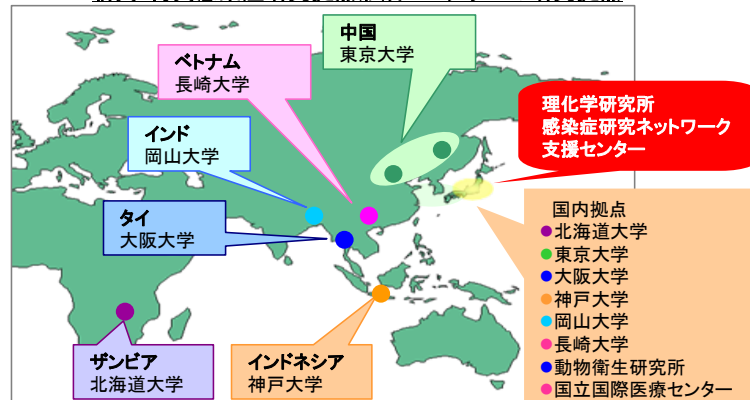 中国
東京大学
ベトナム
長崎大学
理化学研究所
感染症研究ネットワーク
支援センター
インド
岡山大学
タイ
大阪大学
国内拠点
北海道大学
東京大学
大阪大学
神戸大学
岡山大学
長崎大学
動物衛生研究所
国立国際医療センター
ザンビア
北海道大学
インドネシア
神戸大学